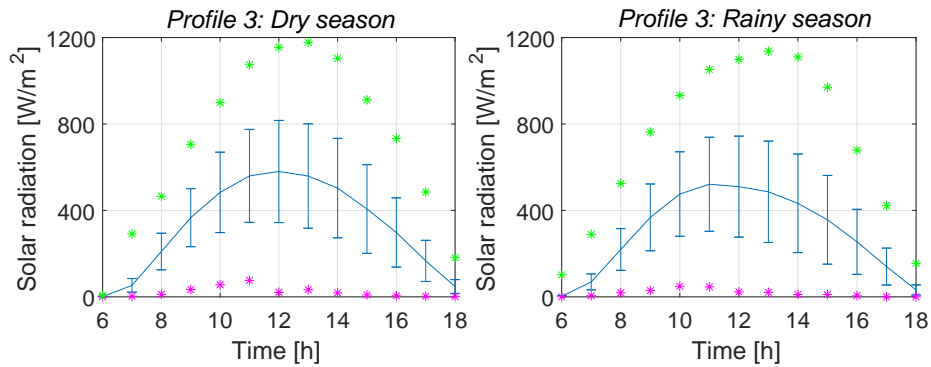 Profile 3: Dry season
Solar radiation [W/m²]
1200
800
400
0
6 8 10 12 14 16 18
Time [h]
Profile 3: Rainy season
Solar radiation [W/m²]
1200
800
400
0
6 8 10 12 14 16 18
Time [h]